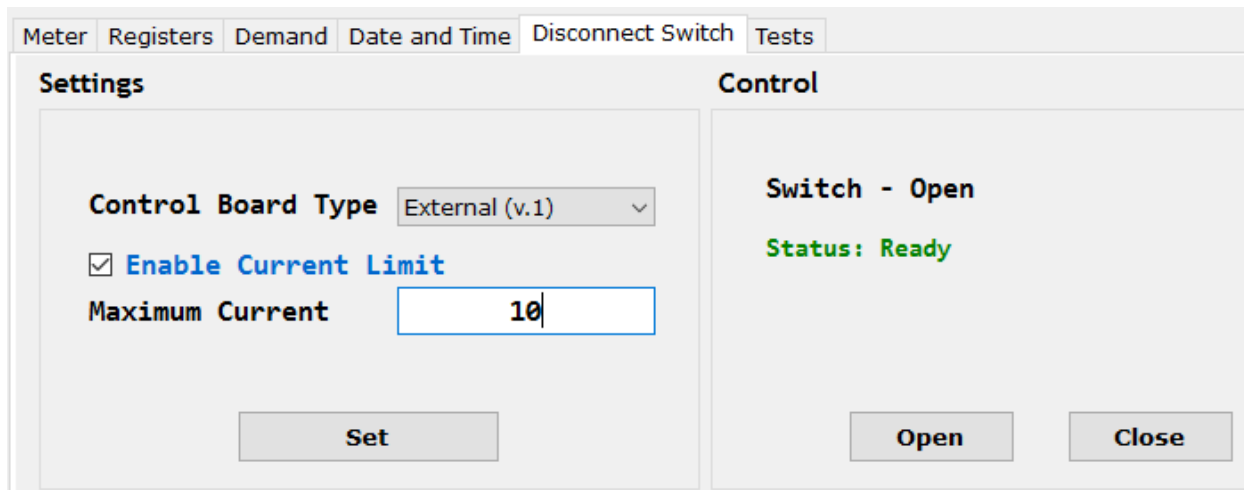 Meter Registers Demand Date and Time Disconnect Switch Tests
Settings
Control Board Type External (v.1)
Enable Current Limit
Maximum Current 10
Set
Control
Switch - Open
Status: Ready
Open Close